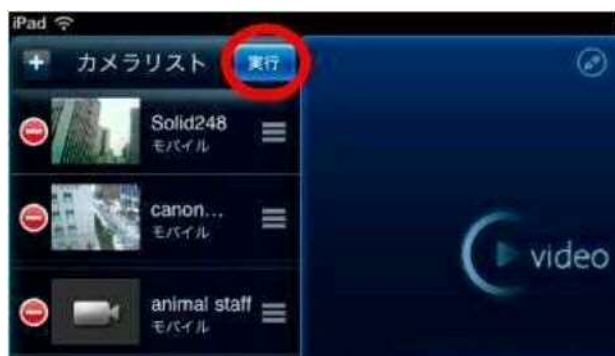 iPad
カメラリスト 実行
Solid248
モバイル
canon...
モバイル
animal staff
モバイル
video